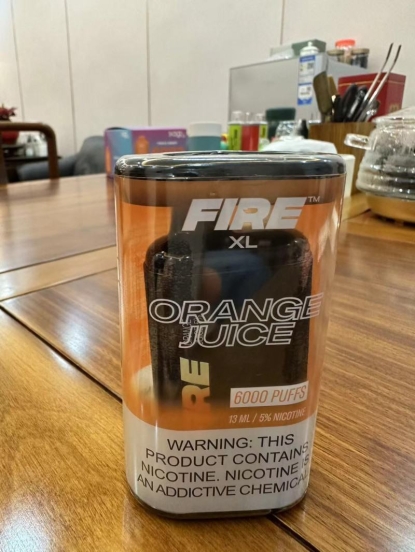 FIRE™
XL
ORANGE
JUICE
RE
6000 PUFFS
13 ML / 5% NICOTINE
WARNING: THIS
PRODUCT CONTAINS
NICOTINE. NICOTINE IS
AN ADDICTIVE CHEMICAL